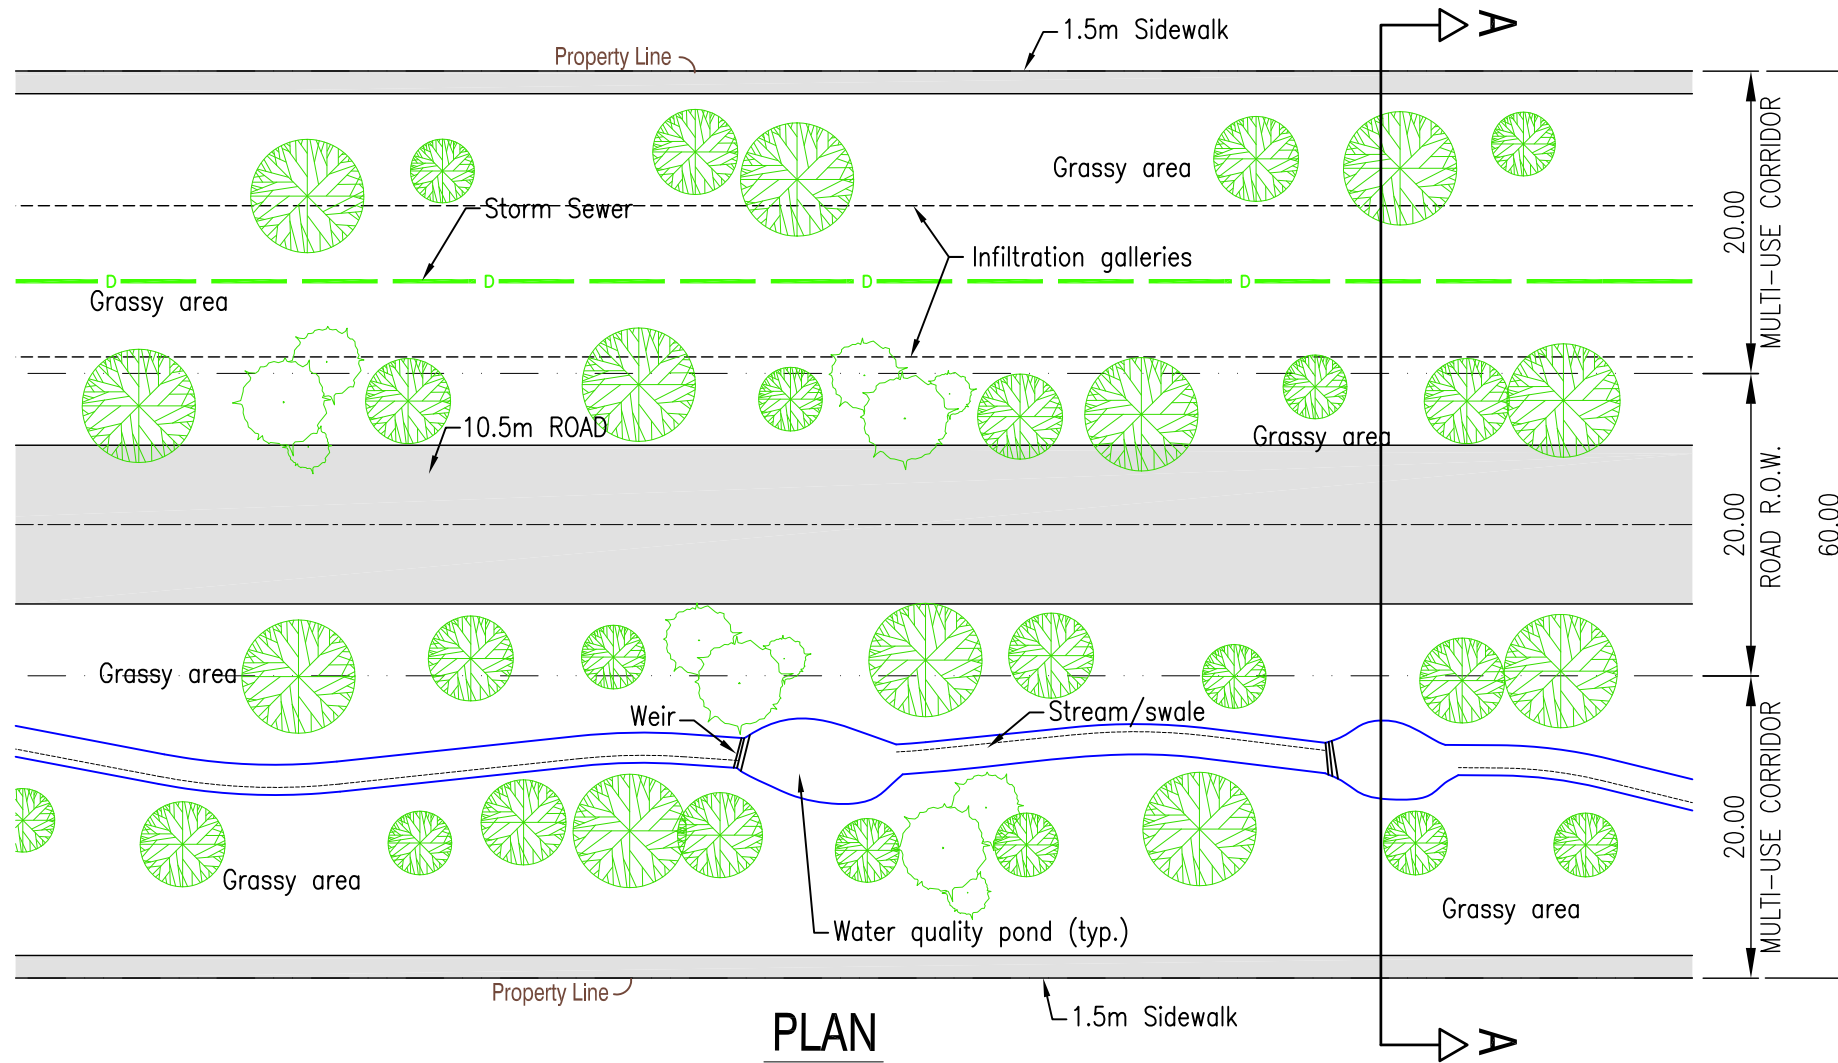 A
1.5m Sidewalk
Property Line
Grassy area
Storm Sewer
Infiltration galleries
D D D D
Grassy area
20.00
MULTI-USE CORRIDOR
10.5m ROAD
Grassy area
20.00
ROAD R.O.W.
60.00
Grassy area
Weir
Stream/swale
Grassy area
Grassy area
Water quality pond (typ.)
20.00
MULTI-USE CORRIDOR
Property Line
1.5m Sidewalk
PLAN
A